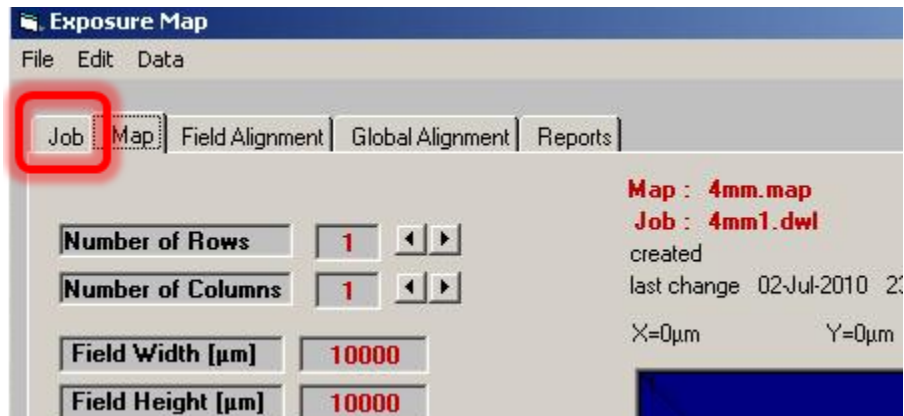 Exposure Map
File Edit Data
Job Map Field Alignment Global Alignment Reports
Map : 4mm.map
Job : 4mm1.dwl
created
last change 02-Jul-2010 23
Number of Rows 1
Number of Columns 1
X=0µm Y=0µm
Field Width [µm] 10000
Field Height [µm] 10000